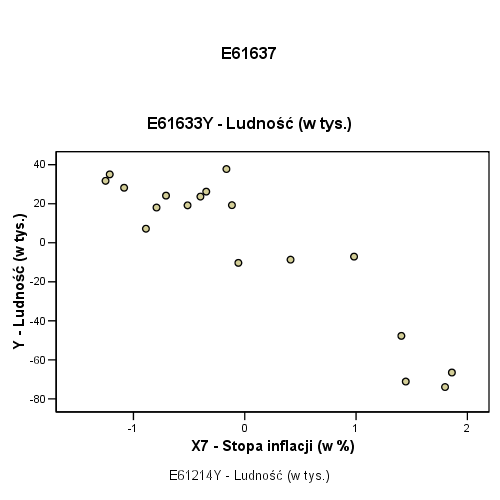 E61637
E61633Y - Ludność (w tys.)
40
20
0
-20
-40
-60
-80
Y - Ludność (w tys.)
-1
0
1
2
X7 - Stopa inflacji (w %)
E61214Y - Ludność (w tys.)